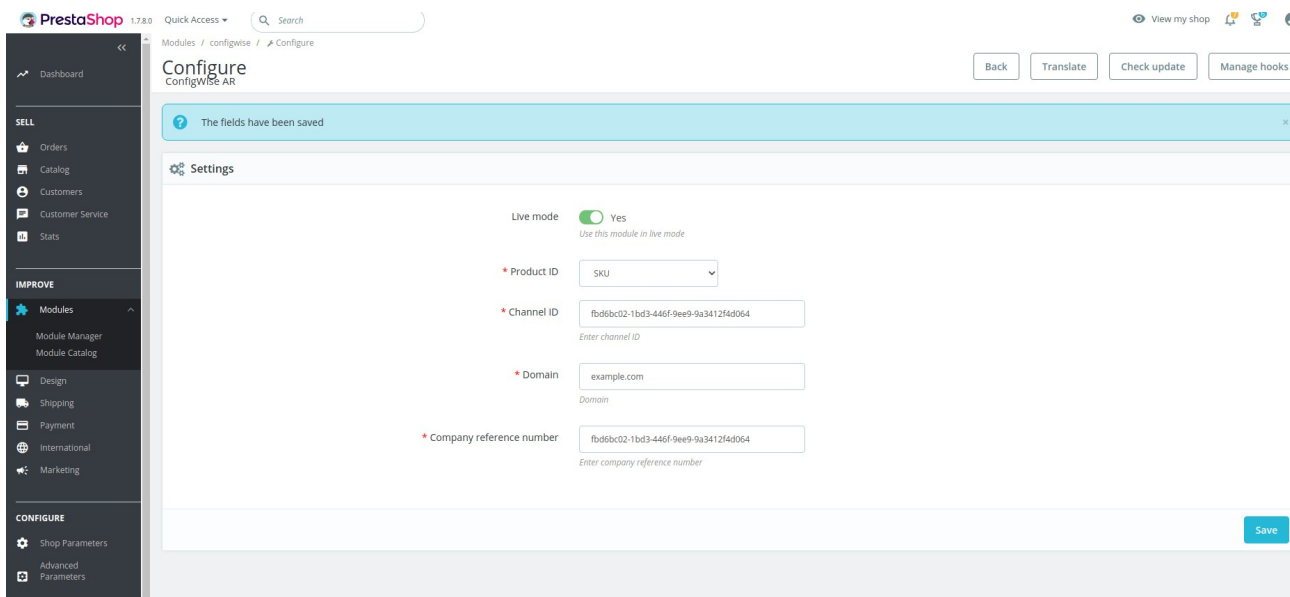 PrestaShop 1.7.8.0 Quick Access Search View my shop
Modules / configwise / Configure
Configure
ConfigWise AR
Back Translate Check update Manage hooks
The fields have been saved ×
Dashboard
SELL
Orders
Catalog
Customers
Customer Service
Stats
IMPROVE
Modules
Module Manager
Module Catalog
Design
Shipping
Payment
International
Marketing
CONFIGURE
Shop Parameters
Advanced
Parameters
Settings
Live mode Yes
Use this module in live mode
* Product ID SKU
* Channel ID fbd6bc02-1bd3-446f-9ee9-9a3412f4d064
Enter channel ID
* Domain example.com
Domain
* Company reference number fbd6bc02-1bd3-446f-9ee9-9a3412f4d064
Enter company reference number
Save